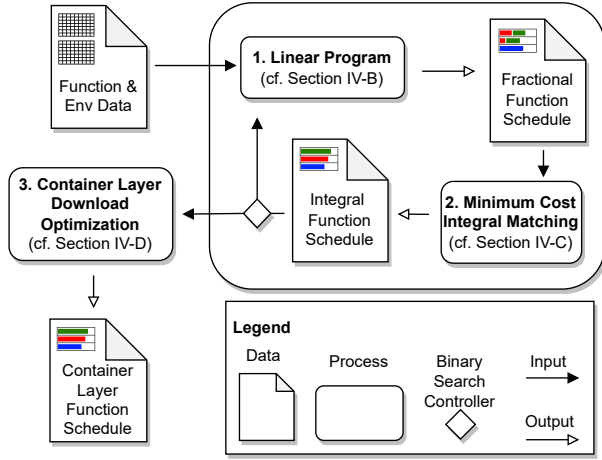 Function &
Env Data
1. Linear Program
(cf. Section IV-B)
Fractional
Function
Schedule
3. Container Layer
Download
Optimization
(cf. Section IV-D)
Integral
Function
Schedule
2. Minimum Cost
Integral Matching
(cf. Section IV-C)
Container
Layer
Function
Schedule
Legend
Data
Process
Binary
Search
Controller
Input
Output